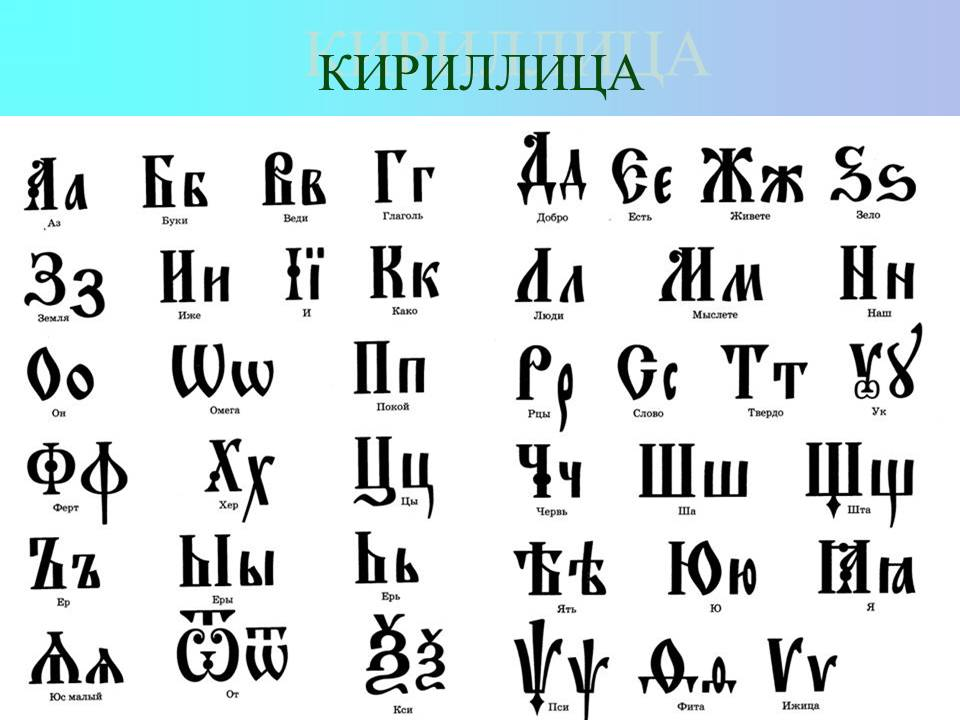 КИРИЛЛИЦА
Аа Бб Вв Гг Дд Єє Жж Ѕѕ
Аз Буки Веди Глаголь Добро Есть Живете Зело
Зз Ии Її Кк Лл Мм Нн
Земля Иже И Како Люди Мыслете Наш
Оо Ѡѡ Пп Рр Сс Тт Ꙋꙋ
Он Омега Покой Рцы Слово Твердо Ук
Фф Хх Цц Чч Шш Щщ
Ферт Хер Цы Червь Ша Шта
Ъъ Ыы Ьь Ѣѣ Юю Ꙗꙗ
Ер Еры Ерь Ять Ю Я
Ѧѧ Ѿѿ Ѯѯ Ѱѱ Ѳѳ Ѵѵ
Юс малый От Кси Пси Фита Ижица